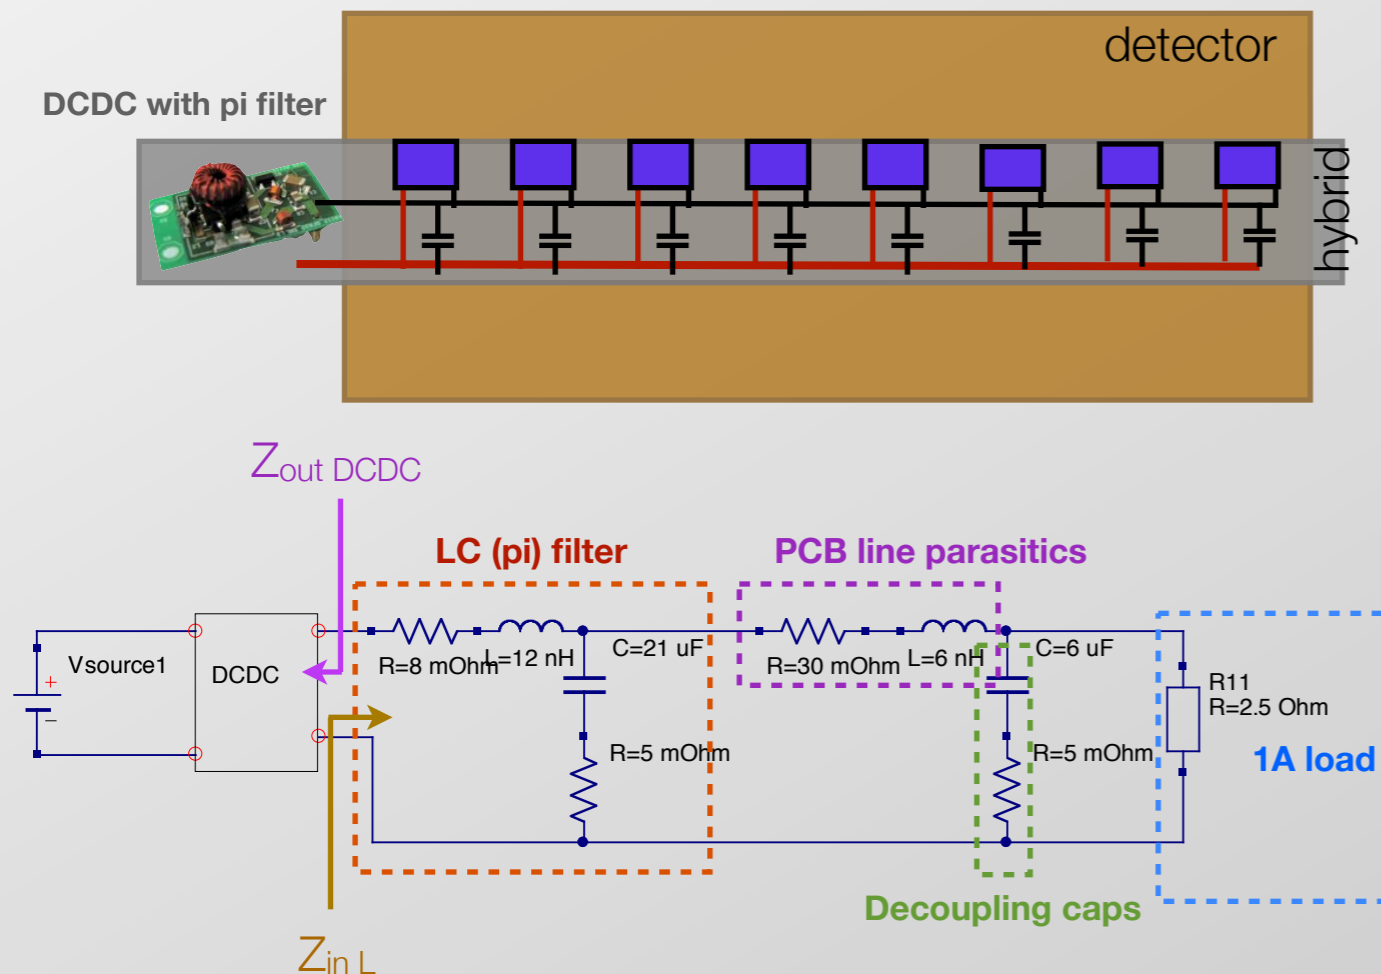 detector
DCDC with pi filter
hybrid
Zout DCDC
LC (pi) filter
PCB line parasitics
Vsource1
DCDC
R=8 mOhm
L=12 nH
C=21 uF
R=30 mOhm
L=6 nH
C=6 uF
R11
R=2.5 Ohm
R=5 mOhm
R=5 mOhm
1A load
Decoupling caps
Zin L